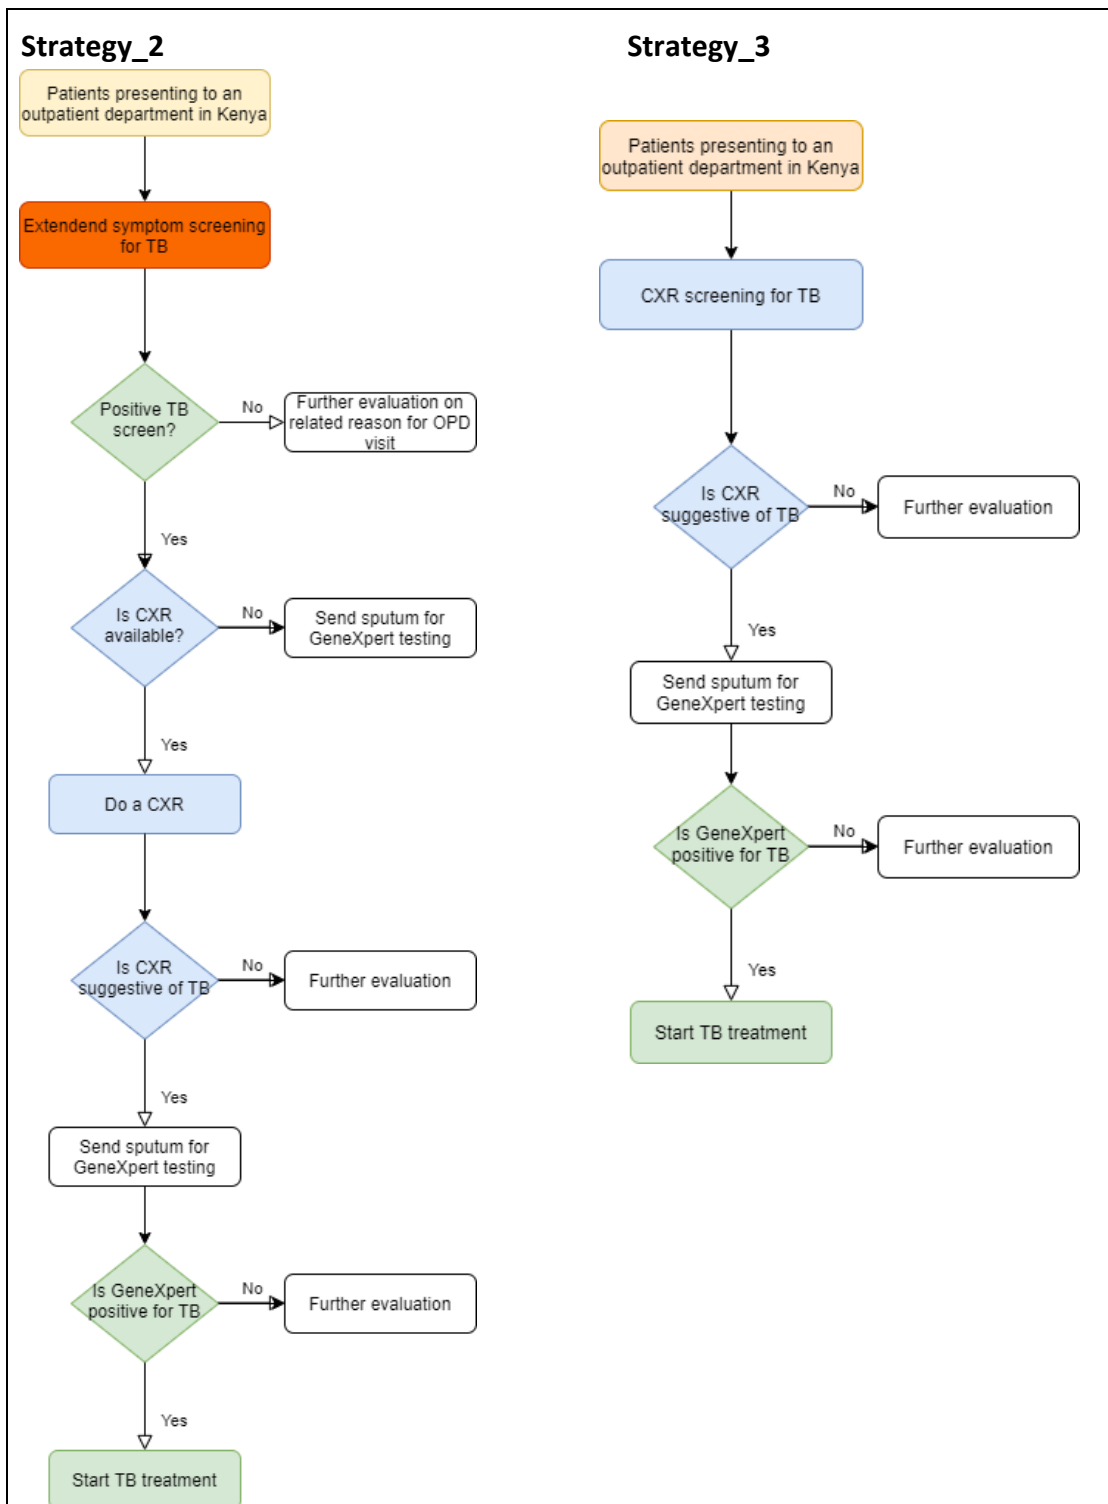 Strategy_2
Patients presenting to an
outpatient department in Kenya
Extendend symptom screening
for TB
Positive TB
screen?
No
Further evaluation on
related reason for OPD
visit
Yes
Is CXR
available?
No
Send sputum for
GeneXpert testing
Yes
Do a CXR
Is CXR
suggestive of TB
No
Further evaluation
Yes
Send sputum for
GeneXpert testing
Is GeneXpert
positive for TB
No
Further evaluation
Yes
Start TB treatment
Strategy_3
Patients presenting to an
outpatient department in Kenya
CXR screening for TB
Is CXR
suggestive of TB
No
Further evaluation
Yes
Send sputum for
GeneXpert testing
Is GeneXpert
positive for TB
No
Further evaluation
Yes
Start TB treatment